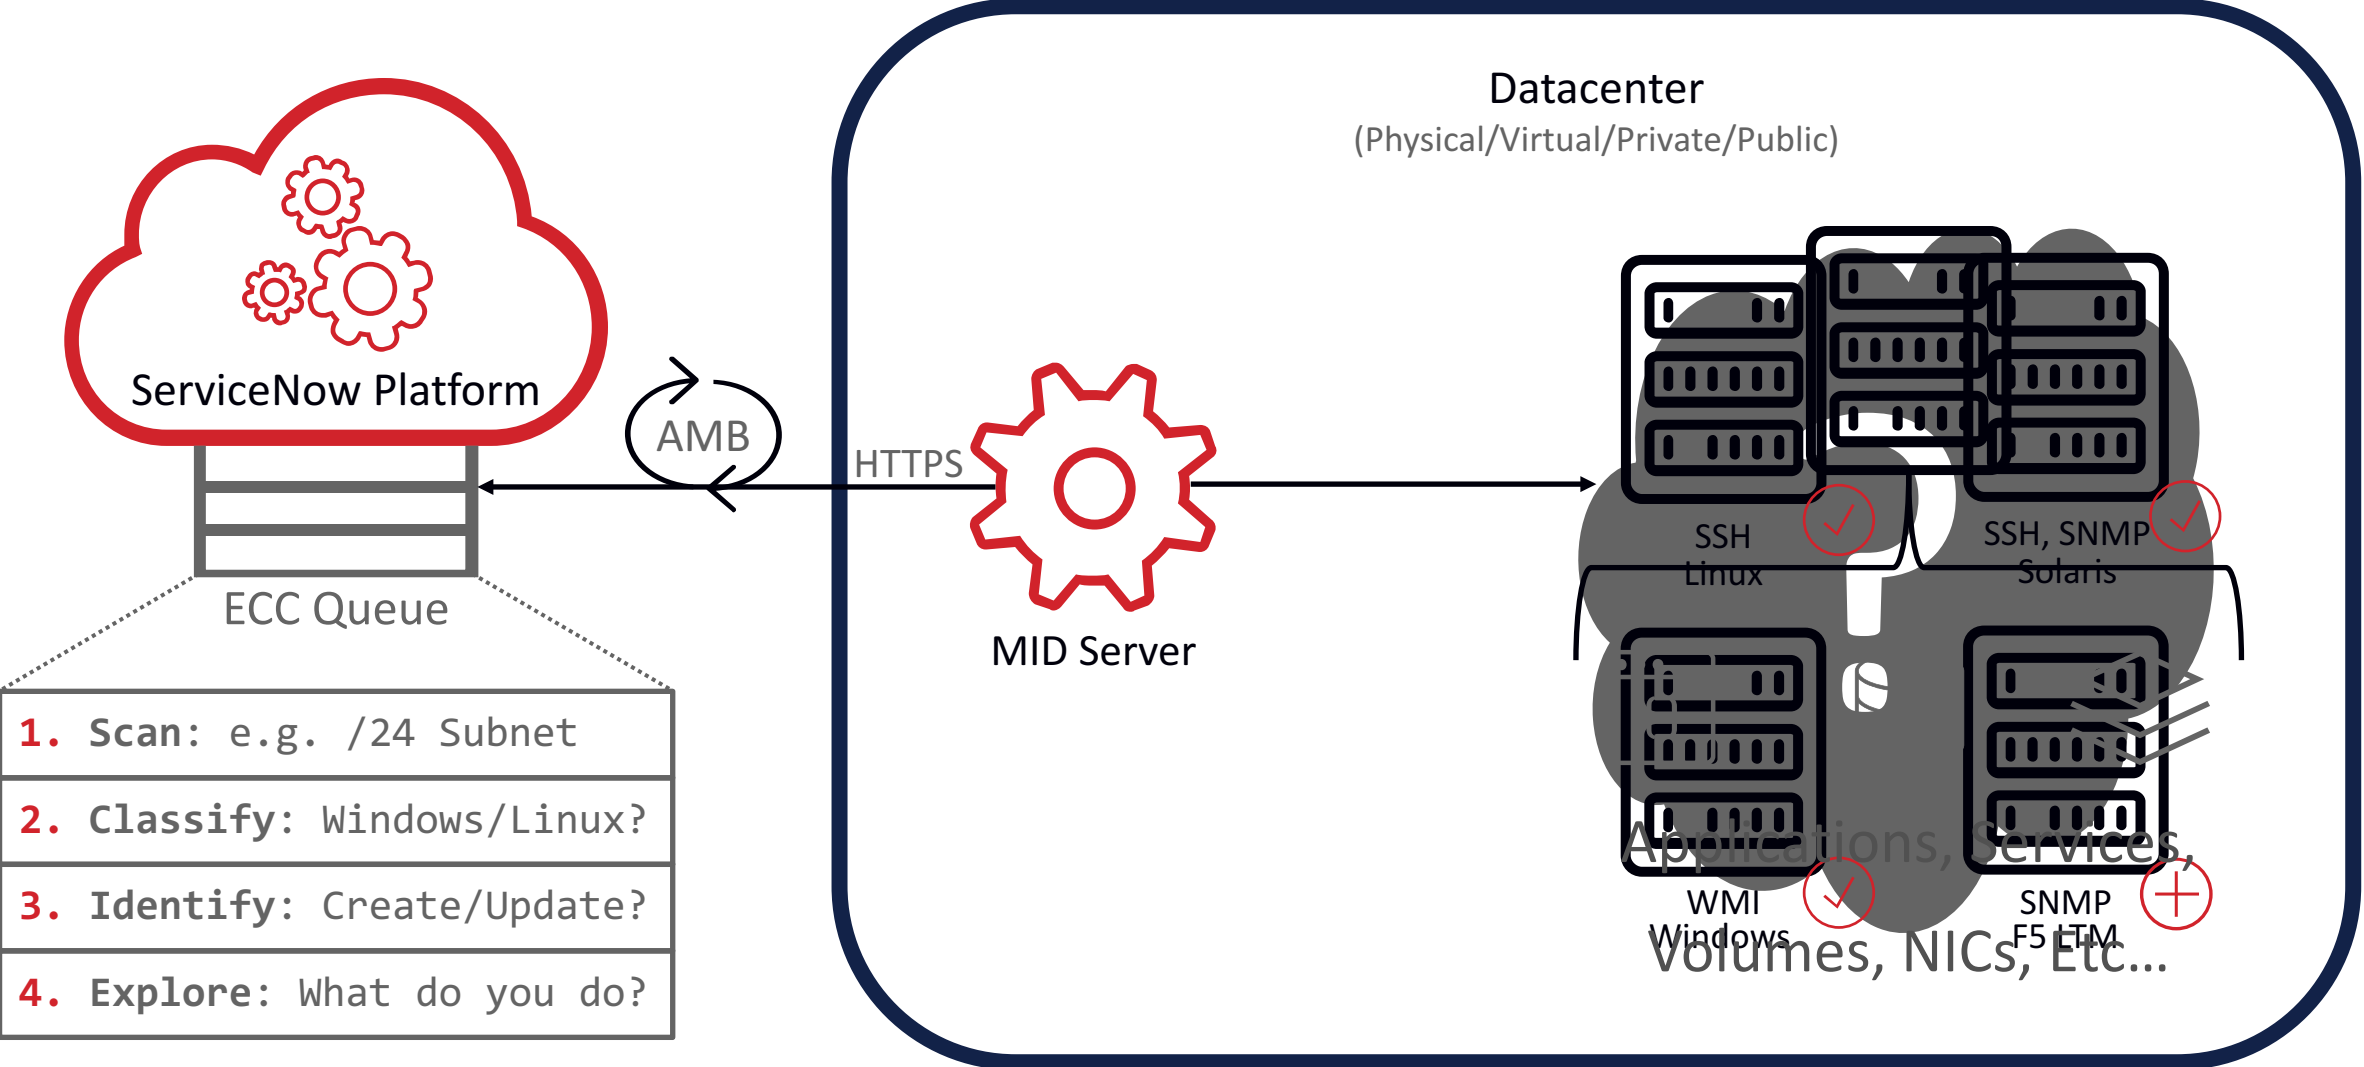 Datacenter
(Physical/Virtual/Private/Public)
ServiceNow Platform
AMB
HTTPS
ECC Queue
MID Server
1. Scan: e.g. /24 Subnet
2. Classify: Windows/Linux?
3. Identify: Create/Update?
4. Explore: What do you do?
SSH
Linux
SSH, SNMP
Solaris
Applications, Services,
Volumes, NICs, Etc...
WMI
Windows
SNMP
F5 LTM